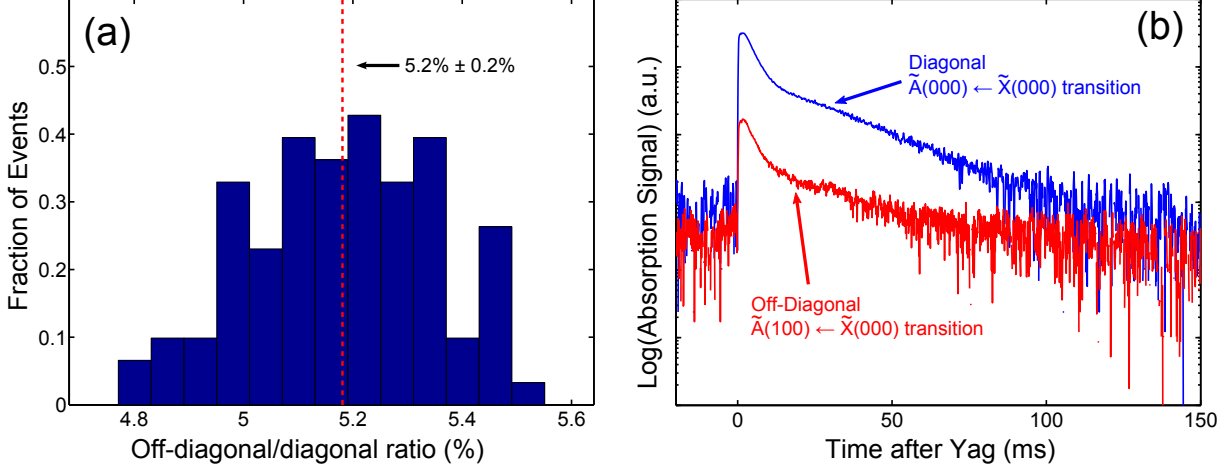 (a)
5.2% ± 0.2%
Fraction of Events
0.5
0.4
0.3
0.2
0.1
0
4.8
5
5.2
5.4
5.6
Off-diagonal/diagonal ratio (%)
(b)
Diagonal
Ã(000) ← X̃(000) transition
Off-Diagonal
Ã(100) ← X̃(000) transition
Log(Absorption Signal) (a.u.)
0
50
100
150
Time after Yag (ms)